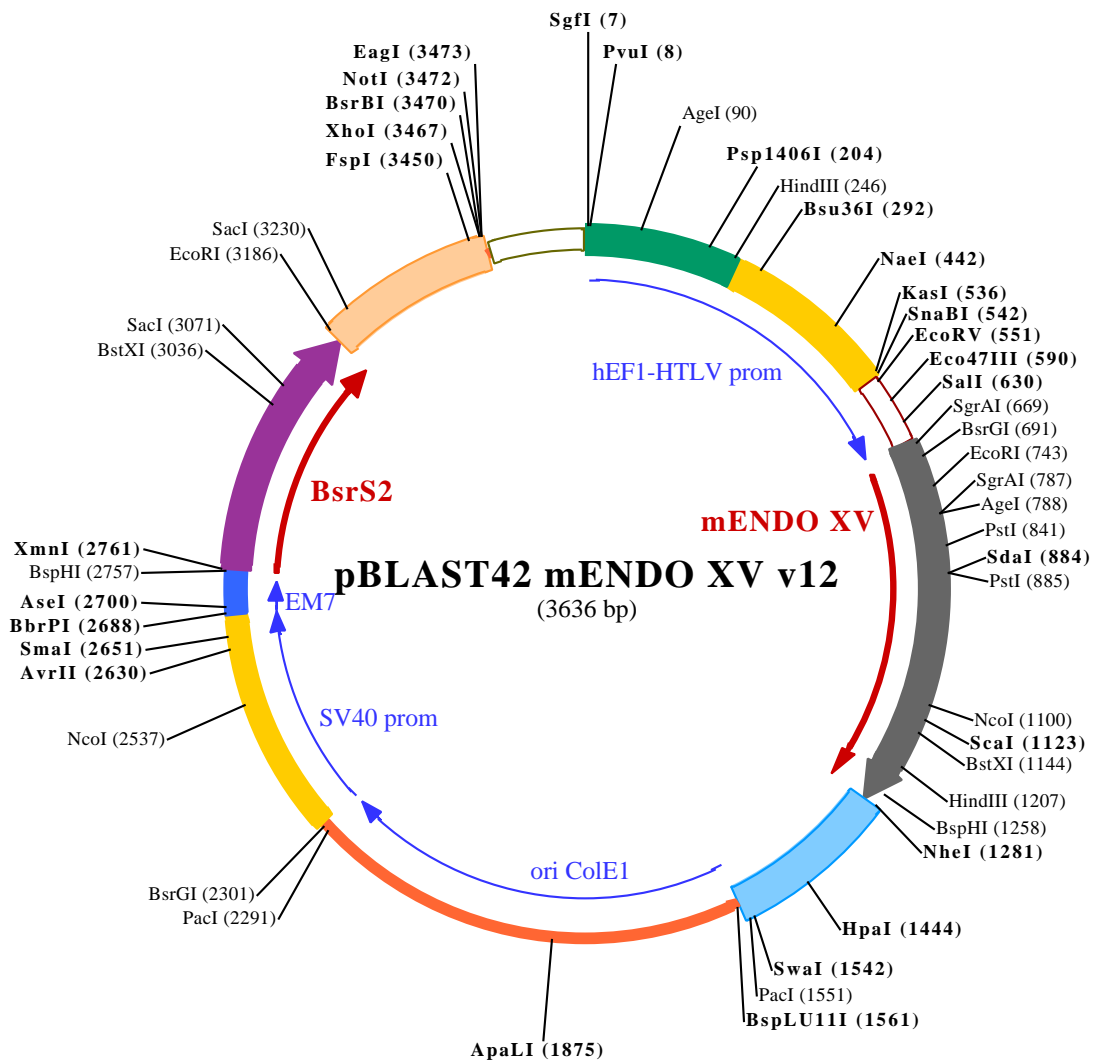 SgfI (7)
PvuI (8)
AgeI (90)
Psp1406I (204)
HindIII (246)
Bsu36I (292)
NaeI (442)
KasI (536)
SnaBI (542)
EcoRV (551)
Eco47III (590)
SalI (630)
SgrAI (669)
BsrGI (691)
EcoRI (743)
SgrAI (787)
AgeI (788)
PstI (841)
SdaI (884)
PstI (885)
NcoI (1100)
ScaI (1123)
BstXI (1144)
HindIII (1207)
BspHI (1258)
NheI (1281)
HpaI (1444)
SwaI (1542)
PacI (1551)
BspLU11I (1561)
ApaLI (1875)
PacI (2291)
BsrGI (2301)
NcoI (2537)
AvrII (2630)
SmaI (2651)
BbrPI (2688)
AseI (2700)
BspHI (2757)
XmnI (2761)
BstXI (3036)
SacI (3071)
EcoRI (3186)
SacI (3230)
FspI (3450)
XhoI (3467)
BsrBI (3470)
NotI (3472)
EagI (3473)
hEF1-HTLV prom
mENDO XV
BsrS2
pBLAST42 mENDO XV v12
(3636 bp)
EM7
SV40 prom
ori ColE1